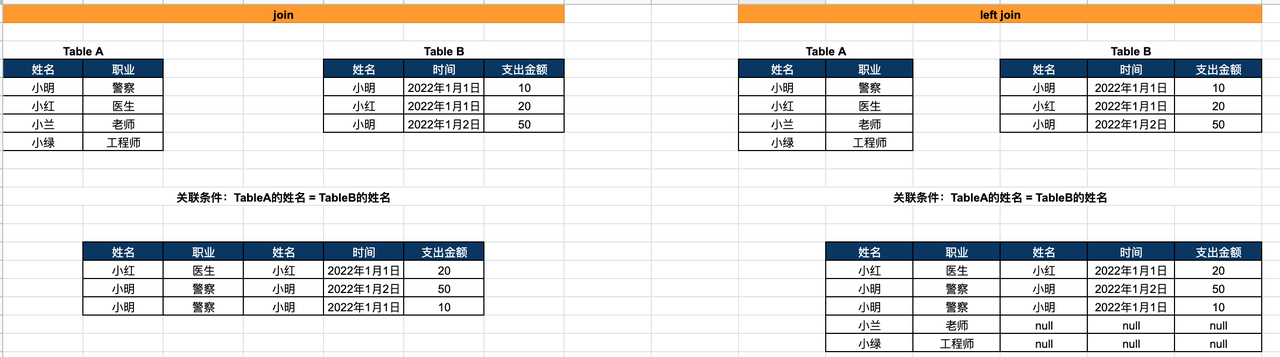 join
left join
Table A
Table B
Table A
Table B
姓名 职业
姓名 时间 支出金额
姓名 职业
姓名 时间 支出金额
小明 警察
小明 2022年1月1日 10
小明 警察
小明 2022年1月1日 10
小红 医生
小红 2022年1月1日 20
小红 医生
小红 2022年1月1日 20
小兰 老师
小明 2022年1月2日 50
小兰 老师
小明 2022年1月2日 50
小绿 工程师
小绿 工程师
关联条件：TableA的姓名 = TableB的姓名
关联条件：TableA的姓名 = TableB的姓名
姓名 职业 姓名 时间 支出金额
姓名 职业 姓名 时间 支出金额
小红 医生 小红 2022年1月1日 20
小红 医生 小红 2022年1月1日 20
小明 警察 小明 2022年1月2日 50
小明 警察 小明 2022年1月2日 50
小明 警察 小明 2022年1月1日 10
小明 警察 小明 2022年1月1日 10
小兰 老师 null null null
小绿 工程师 null null null